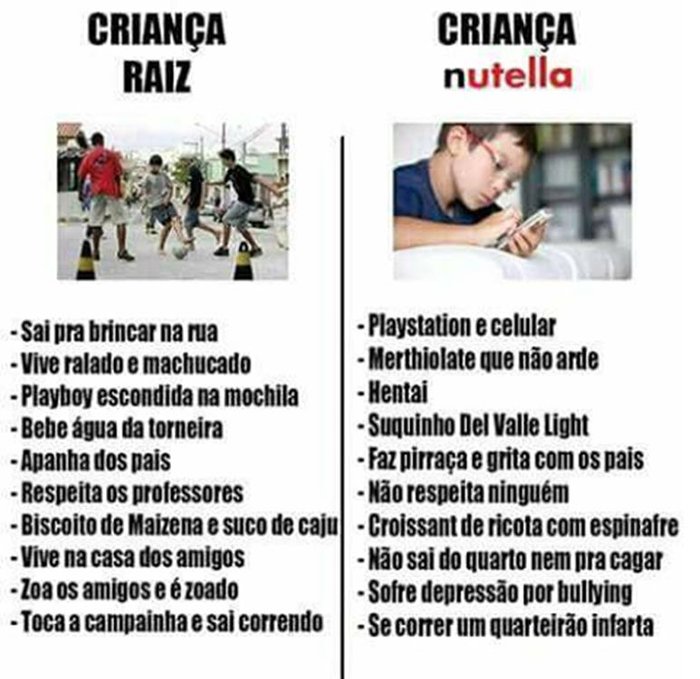 CRIANÇA
RAIZ
- Sai pra brincar na rua
- Vive ralado e machucado
- Playboy escondida na mochila
- Bebe água da torneira
- Apanha dos pais
- Respeita os professores
- Biscoito de Maizena e suco de caju
- Vive na casa dos amigos
- Zoa os amigos e é zoado
- Toca a campainha e sai correndo
CRIANÇA
nutella
- Playstation e celular
- Merthiolate que não arde
- Hentai
- Suquinho Del Valle Light
- Faz pirraça e grita com os pais
- Não respeita ninguém
- Croissant de ricota com espinafre
- Não sai do quarto nem pra cagar
- Sofre depressão por bullying
- Se correr um quarteirão infarta